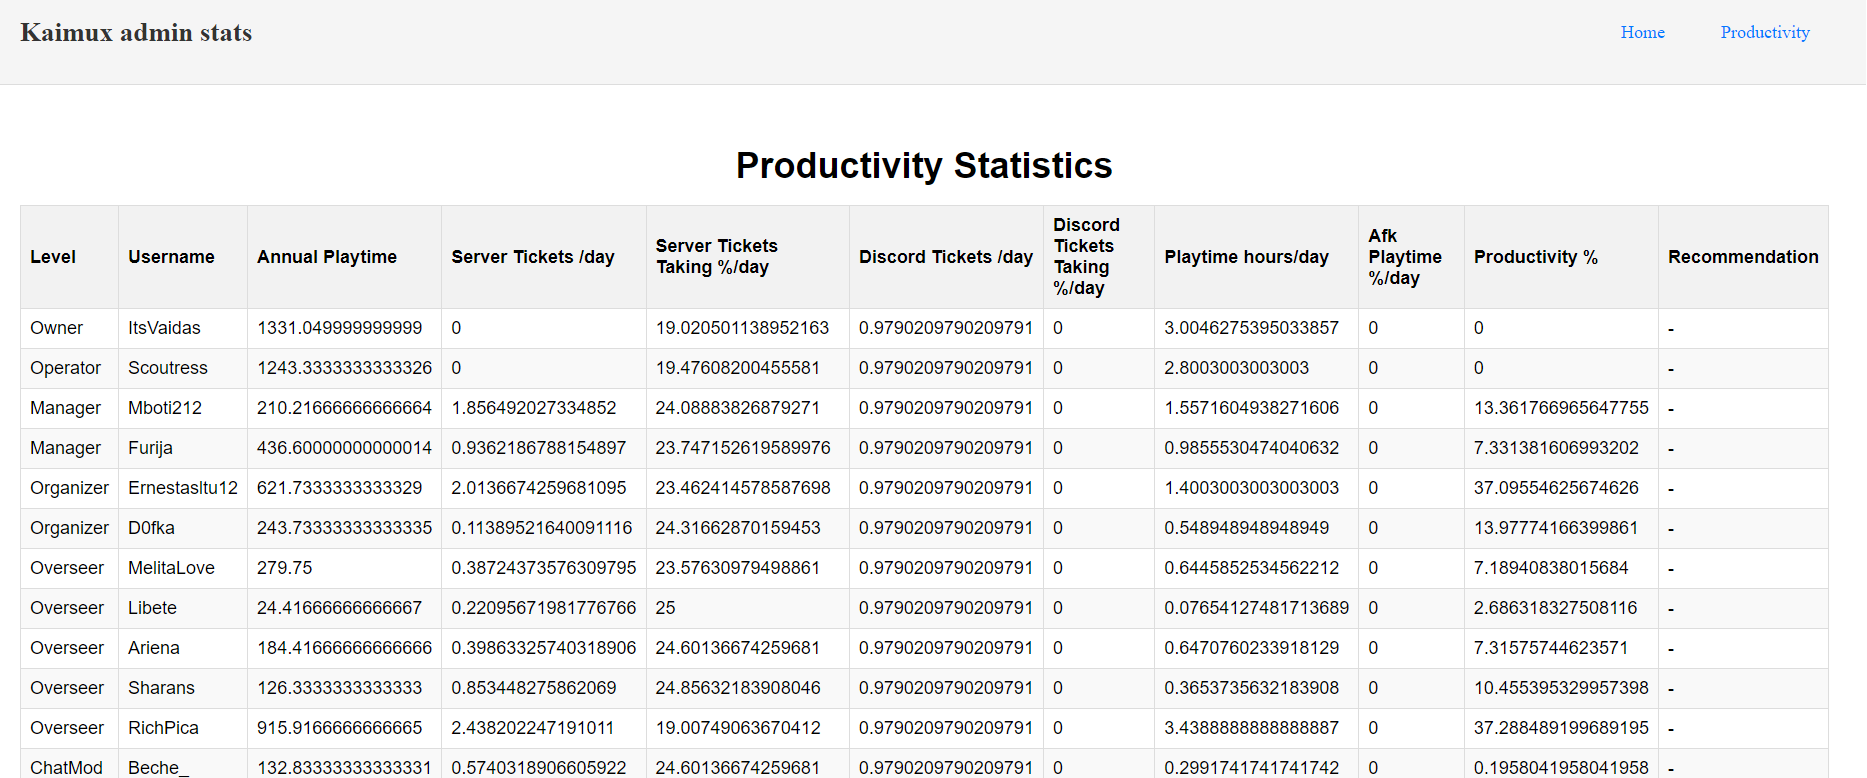 Kaimux admin stats
Home Productivity
Productivity Statistics
Level Username Annual Playtime Server Tickets /day Server Tickets Taking %/day Discord Tickets /day Discord Tickets Taking %/day Playtime hours/day Afk Playtime %/day Productivity % Recommendation
Owner ItsVaidas 1331.049999999999 0 19.020501138952163 0.9790209790209791 0 3.0046275395033857 0 0 -
Operator Scoutress 1243.3333333333326 0 19.47608200455581 0.9790209790209791 0 2.8003003003003 0 0 -
Manager Mboti212 210.21666666666664 1.856492027334852 24.08883826879271 0.9790209790209791 0 1.5571604938271606 0 13.361766965647755 -
Manager Furija 436.60000000000014 0.9362186788154897 23.747152619589976 0.9790209790209791 0 0.9855530474040632 0 7.331381606993202 -
Organizer Ernestasltu12 621.7333333333329 2.0136674259681095 23.462414578587698 0.9790209790209791 0 1.4003003003003003 0 37.09554625674626 -
Organizer D0fka 243.73333333333335 0.11389521640091116 24.31662870159453 0.9790209790209791 0 0.548948948948949 0 13.97774166399861 -
Overseer MelitaLove 279.75 0.38724373576309795 23.57630979498861 0.9790209790209791 0 0.6445852534562212 0 7.18940838015684 -
Overseer Libete 24.41666666666667 0.22095671981776766 25 0.9790209790209791 0 0.07654127481713689 0 2.686318327508116 -
Overseer Ariena 184.41666666666666 0.39863325740318906 24.60136674259681 0.9790209790209791 0 0.6470760233918129 0 7.31575744623571 -
Overseer Sharans 126.3333333333333 0.853448275862069 24.85632183908046 0.9790209790209791 0 0.3653735632183908 0 10.455395329957398 -
Overseer RichPica 915.9166666666665 2.438202247191011 19.00749063670412 0.9790209790209791 0 3.4388888888888887 0 37.288489199689195 -
ChatMod Beche_ 132.83333333333331 0.5740318906605922 24.60136674259681 0.9790209790209791 0 0.2991741741741742 0 0.1958041958041958 -